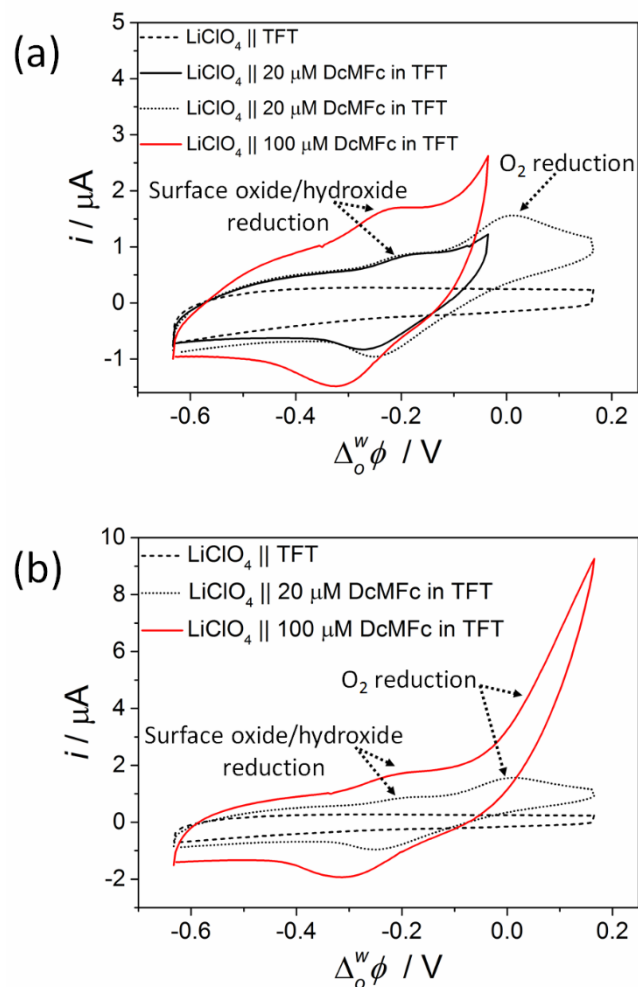 (a)
5
4
3
2
1
0
-1
i / μA
LiClO₄ || TFT
LiClO₄ || 20 μM DcMFc in TFT
LiClO₄ || 20 μM DcMFc in TFT
LiClO₄ || 100 μM DcMFc in TFT
O₂ reduction
Surface oxide/hydroxide
reduction
-0.6 -0.4 -0.2 0.0 0.2
Δₒʷϕ / V
(b)
10
8
6
4
2
0
-2
i / μA
LiClO₄ || TFT
LiClO₄ || 20 μM DcMFc in TFT
LiClO₄ || 100 μM DcMFc in TFT
O₂ reduction
Surface oxide/hydroxide
reduction
-0.6 -0.4 -0.2 0.0 0.2
Δₒʷϕ / V